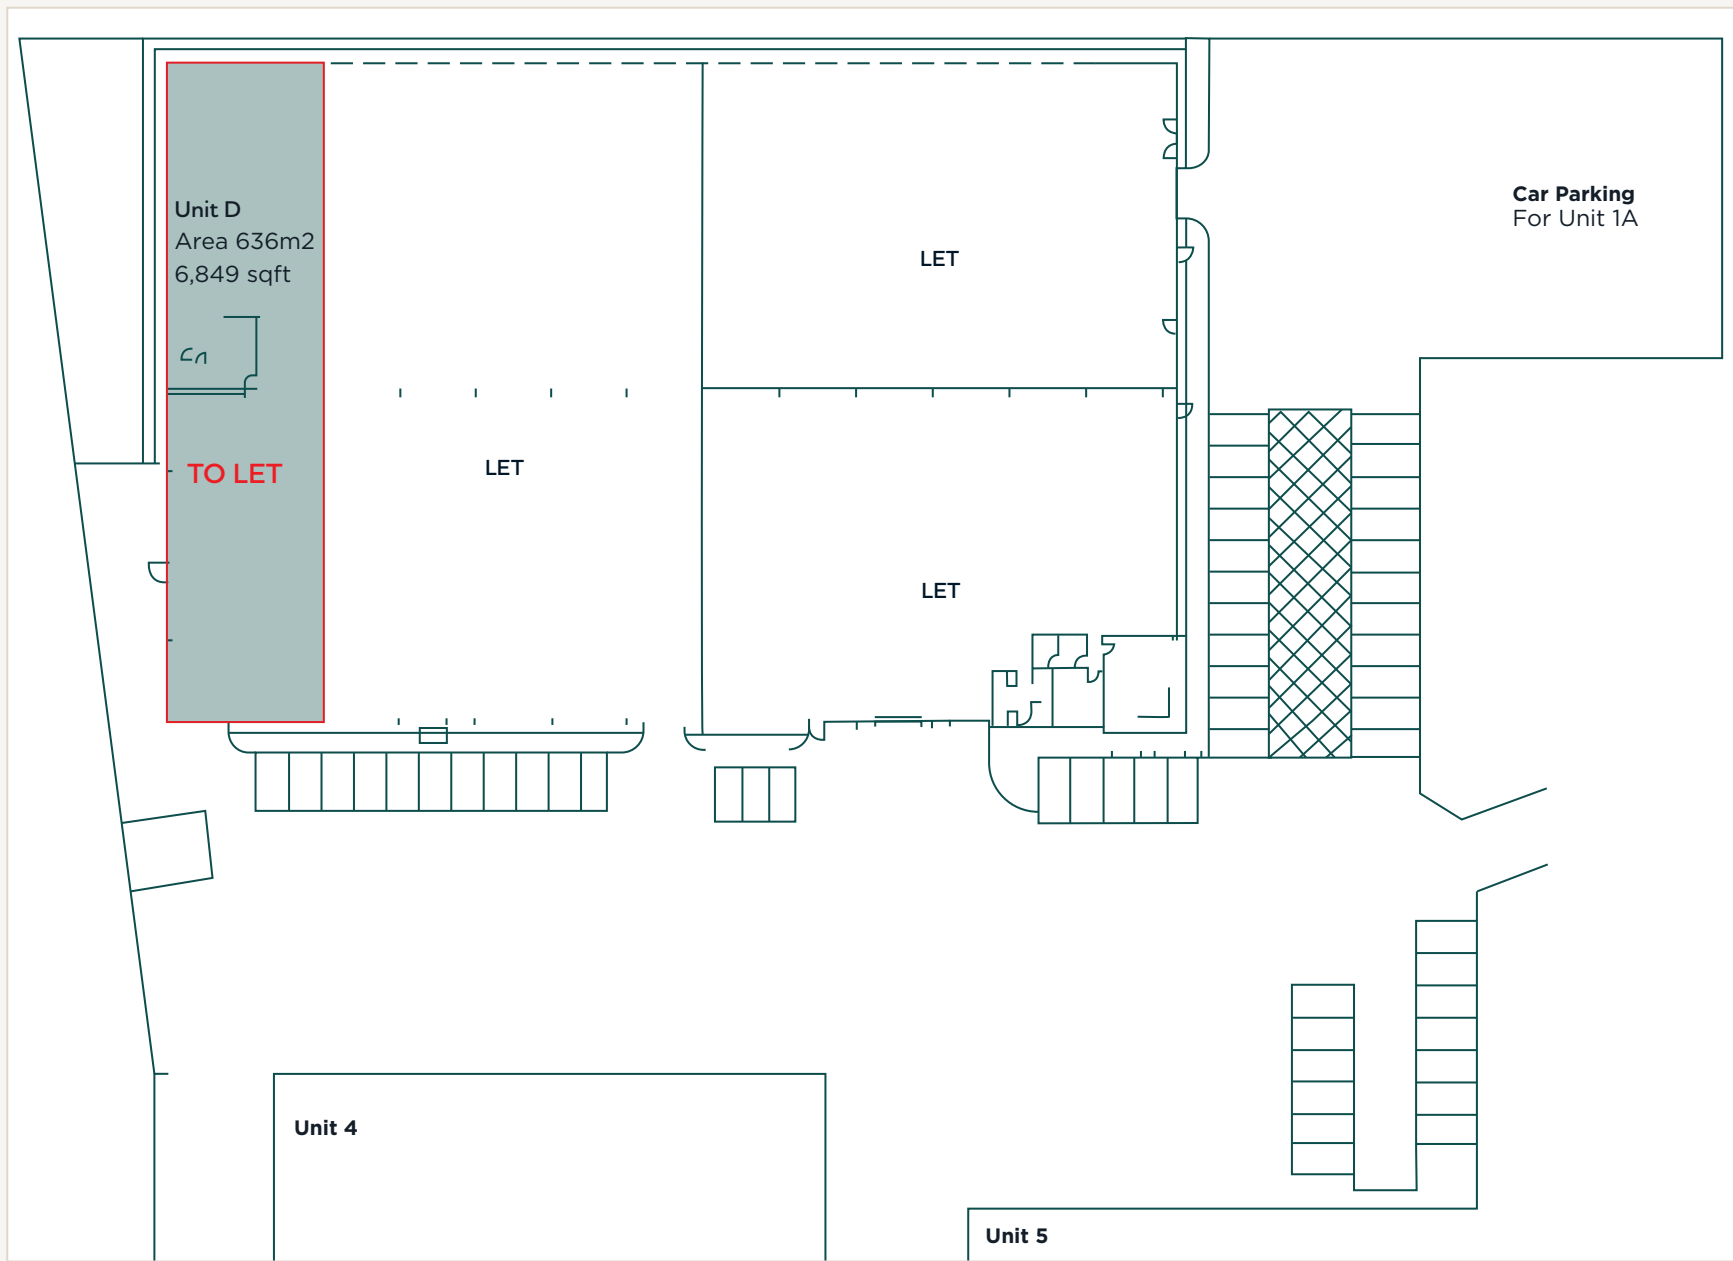 Unit D
Area 636m2
6,849 sqft
TO LET
LET
LET
LET
Car Parking
For Unit 1A
Unit 4
Unit 5